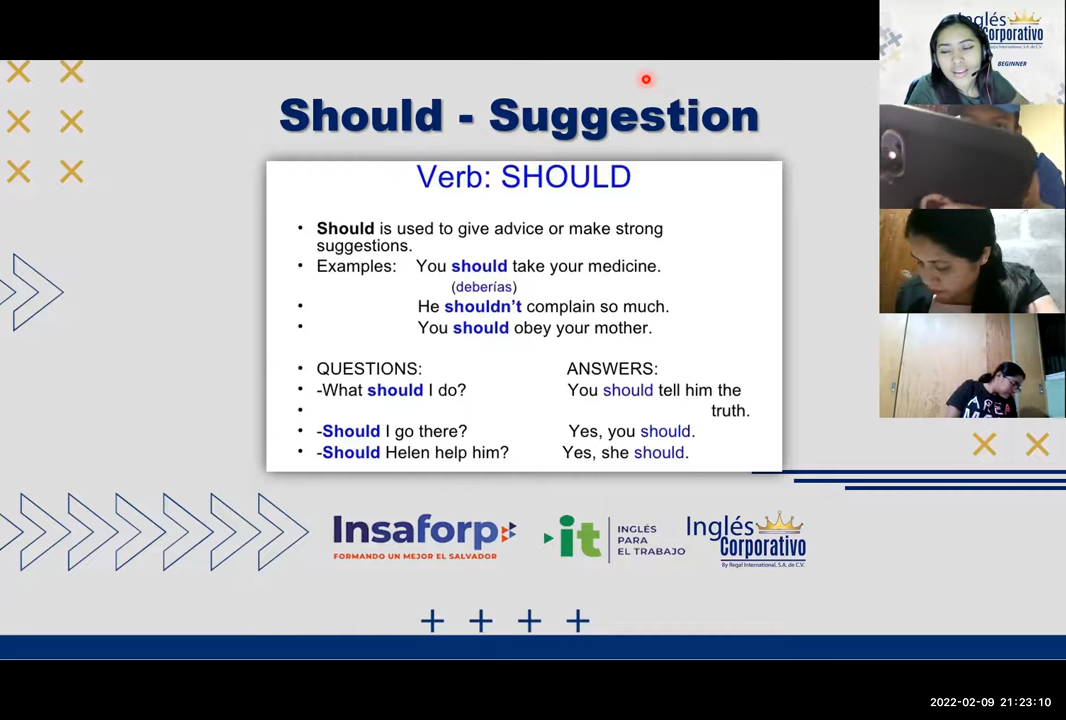 Inglés
Corporativo
By Regal International, S.A. de C.V.
BEGINNER
Should - Suggestion
Verb: SHOULD
• Should is used to give advice or make strong
suggestions.
• Examples: You should take your medicine.
(deberías)
• He shouldn't complain so much.
• You should obey your mother.
• QUESTIONS: ANSWERS:
• -What should I do? You should tell him the
• truth.
• -Should I go there? Yes, you should.
• -Should Helen help him? Yes, she should.
Insaforp
FORMANDO UN MEJOR EL SALVADOR
it
INGLÉS
PARA
EL TRABAJO
Inglés
Corporativo
By Regal International, S.A. de C.V.
2022-02-09 21:23:10